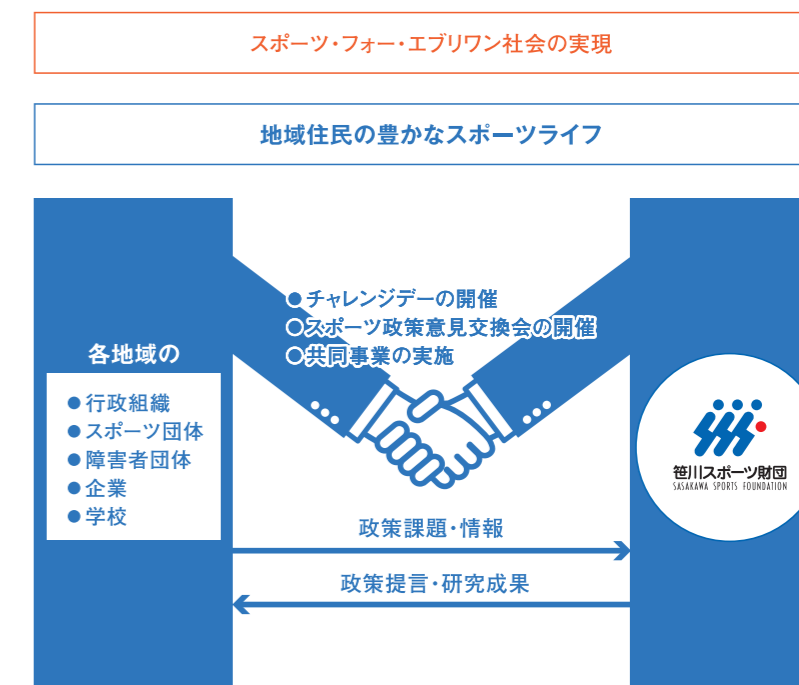 スポーツ・フォー・エブリワン社会の実現
地域住民の豊かなスポーツライフ
●チャレンジデーの開催
●スポーツ政策意見交換会の開催
●共同事業の実施
各地域の
●行政組織
●スポーツ団体
●障害者団体
●企業
●学校
笹川スポーツ財団
SASAKAWA SPORTS FOUNDATION
政策課題・情報
政策提言・研究成果